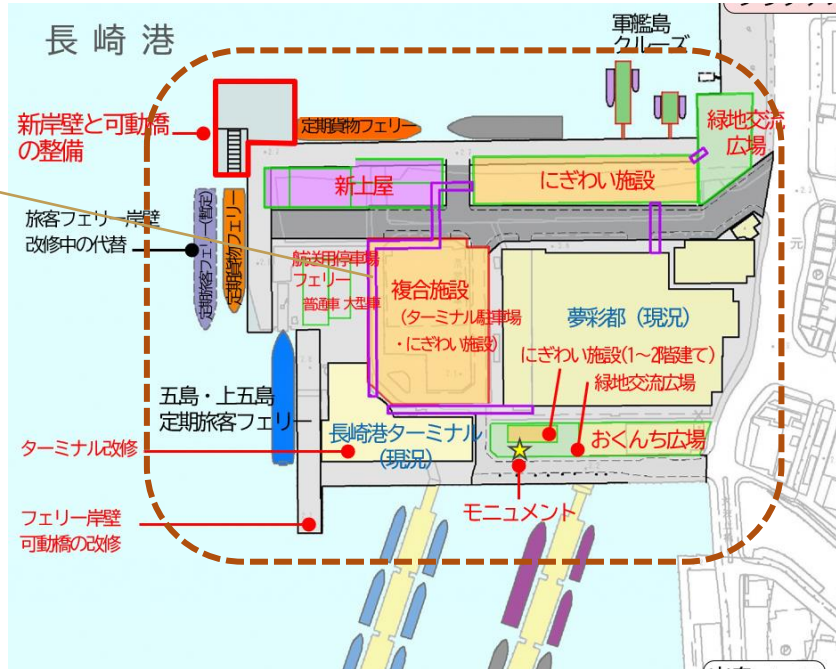 長崎港
軍艦島
クルーズ
新岸壁と可動橋
の整備
定期貨物フェリー
緑地交流
広場
新上屋
にぎわい施設
旅客フェリー岸壁
改修中の代替
定期旅客フェリー(暫定)
定期貨物フェリー
航送用停車場
フェリー
普通車 大型車
複合施設
(ターミナル駐車場
・にぎわい施設)
夢彩都(現況)
にぎわい施設(1～2階建て)
緑地交流広場
五島・上五島
定期旅客フェリー
おくんち広場
長崎港ターミナル
(現況)
ターミナル改修
モニュメント
フェリー岸壁
可動橋の改修
元